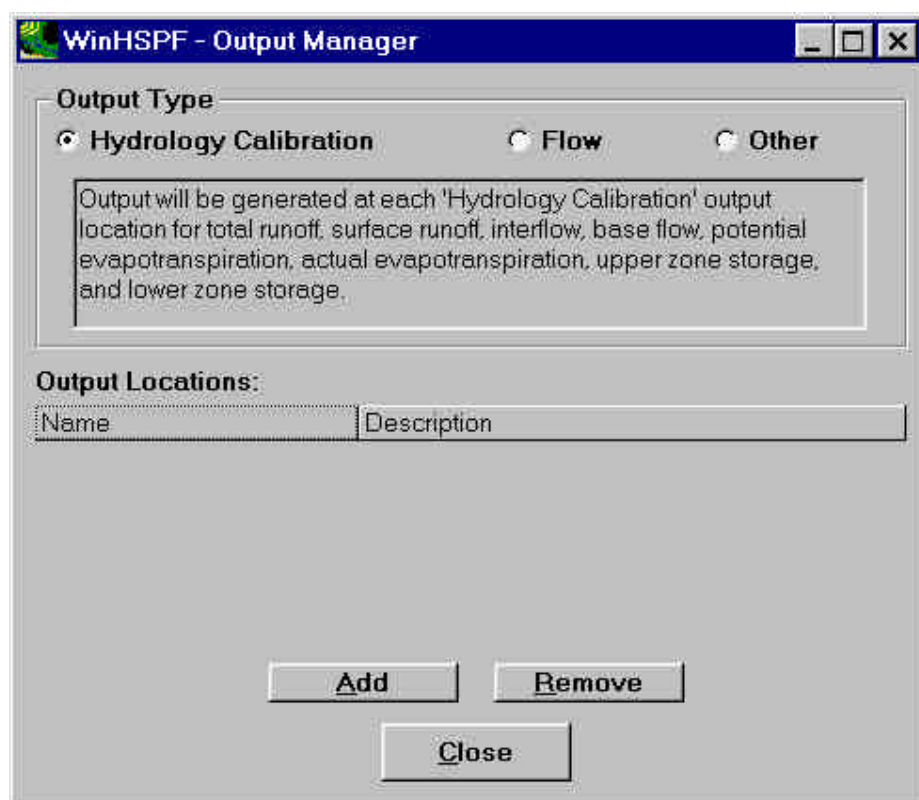 WinHSPF - Output Manager
Output Type
Hydrology Calibration Flow Other
Output will be generated at each 'Hydrology Calibration' output
location for total runoff, surface runoff, interflow, base flow, potential
evapotranspiration, actual evapotranspiration, upper zone storage,
and lower zone storage.
Output Locations:
Name Description
Add Remove
Close